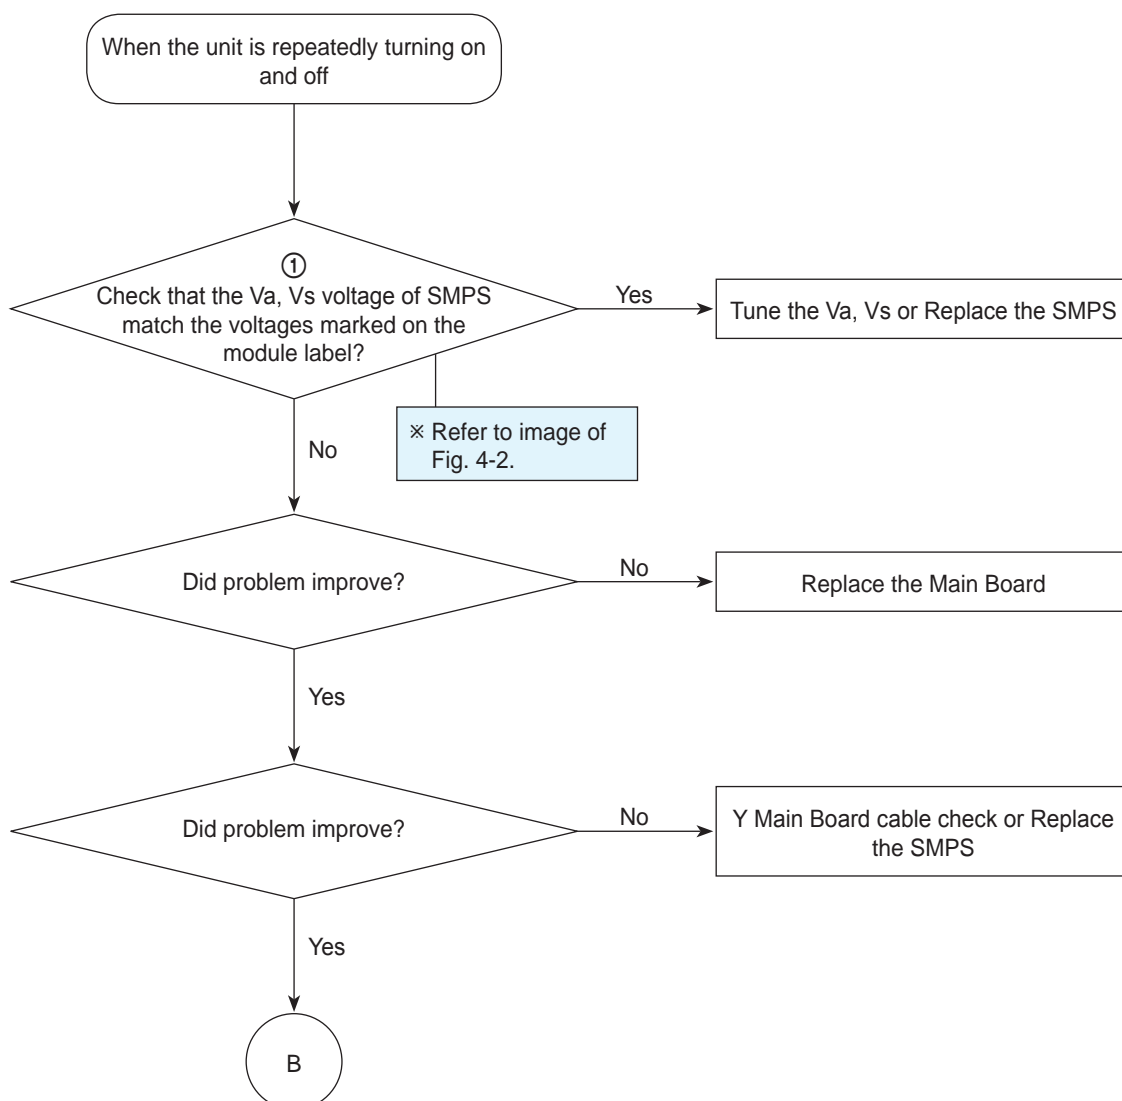 When the unit is repeatedly turning on
and off
①
Check that the Va, Vs voltage of SMPS
match the voltages marked on the
module label?
Yes
Tune the Va, Vs or Replace the SMPS
※ Refer to image of
Fig. 4-2.
No
Did problem improve?
No
Replace the Main Board
Yes
Did problem improve?
No
Y Main Board cable check or Replace
the SMPS
Yes
B